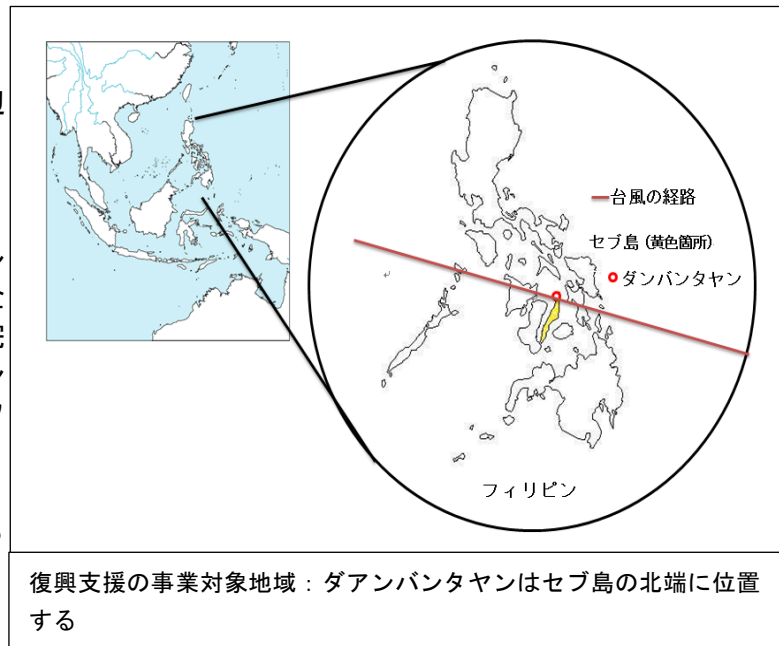 台風の経路
セブ島 (黄色箇所)
ダンバンタヤン
フィリピン
復興支援の事業対象地域：ダアンバンタヤンはセブ島の北端に位置
する